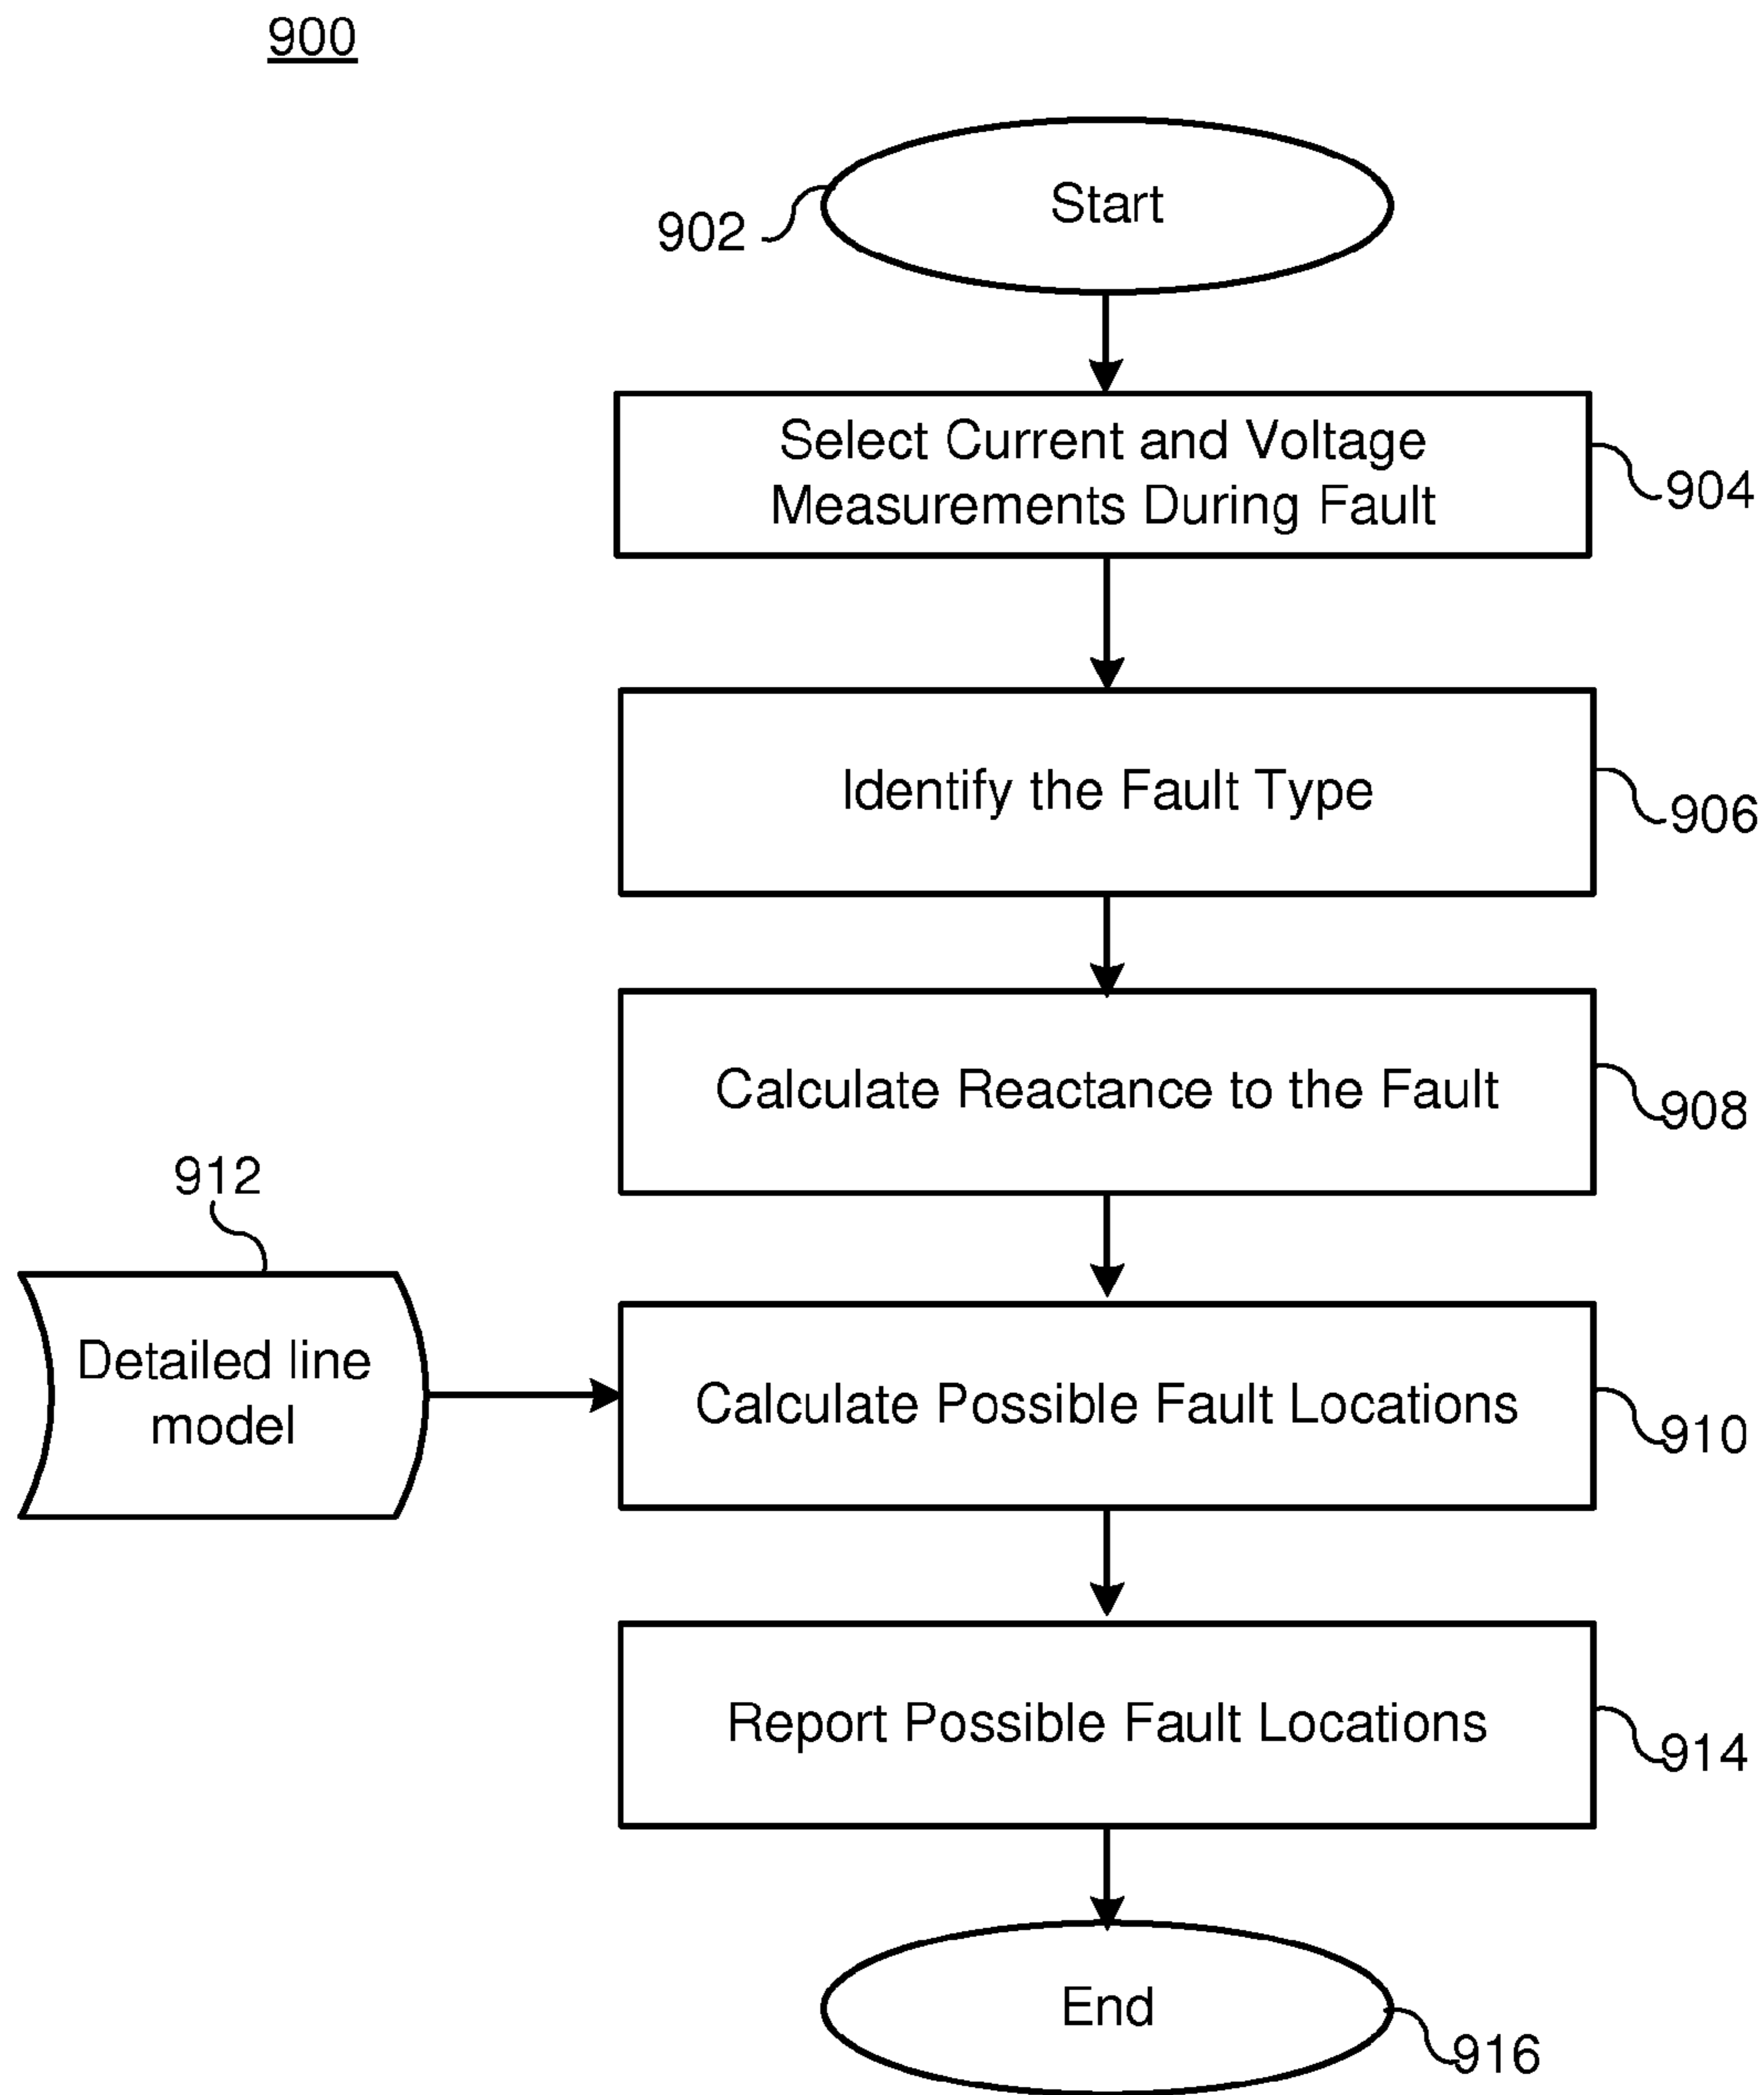 900
Start
902
Select Current and Voltage
Measurements During Fault
904
Identify the Fault Type
906
Calculate Reactance to the Fault
908
912
Detailed line
model
Calculate Possible Fault Locations
910
Report Possible Fault Locations
914
End
916